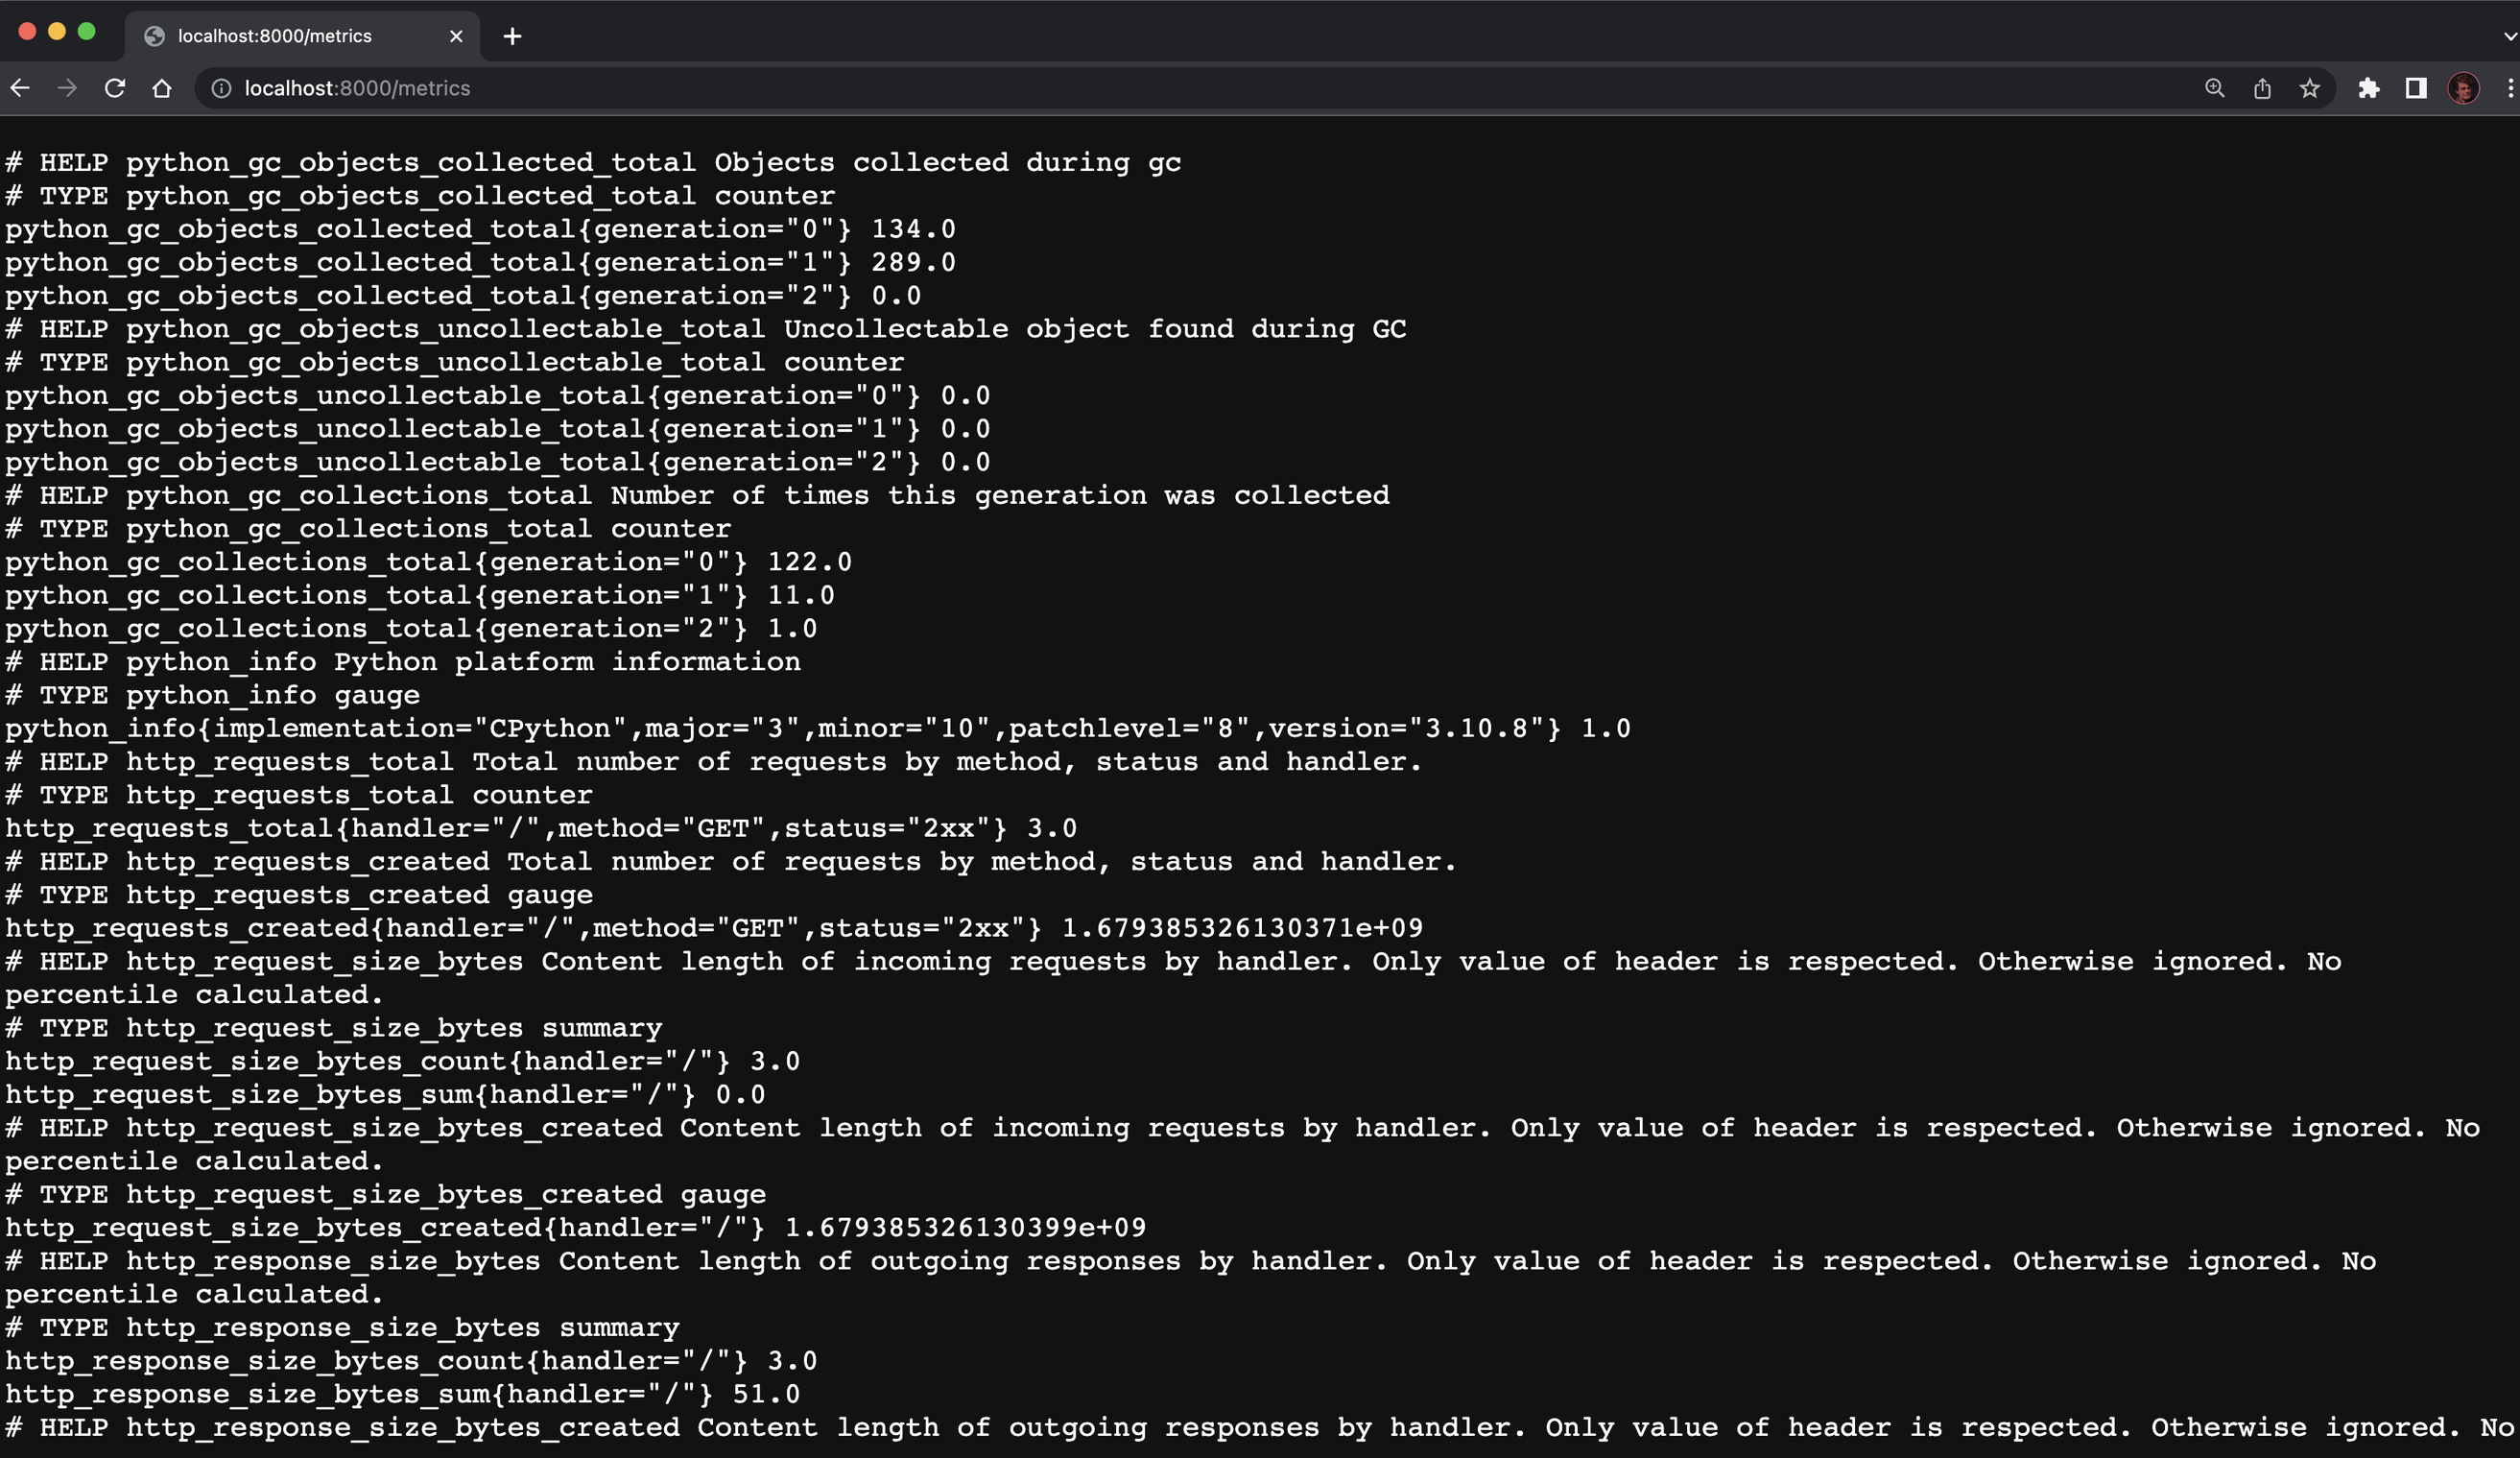 localhost:8000/metrics
localhost:8000/metrics
# HELP python_gc_objects_collected_total Objects collected during gc
# TYPE python_gc_objects_collected_total counter
python_gc_objects_collected_total{generation="0"} 134.0
python_gc_objects_collected_total{generation="1"} 289.0
python_gc_objects_collected_total{generation="2"} 0.0
# HELP python_gc_objects_uncollectable_total Uncollectable object found during GC
# TYPE python_gc_objects_uncollectable_total counter
python_gc_objects_uncollectable_total{generation="0"} 0.0
python_gc_objects_uncollectable_total{generation="1"} 0.0
python_gc_objects_uncollectable_total{generation="2"} 0.0
# HELP python_gc_collections_total Number of times this generation was collected
# TYPE python_gc_collections_total counter
python_gc_collections_total{generation="0"} 122.0
python_gc_collections_total{generation="1"} 11.0
python_gc_collections_total{generation="2"} 1.0
# HELP python_info Python platform information
# TYPE python_info gauge
python_info{implementation="CPython",major="3",minor="10",patchlevel="8",version="3.10.8"} 1.0
# HELP http_requests_total Total number of requests by method, status and handler.
# TYPE http_requests_total counter
http_requests_total{handler="/",method="GET",status="2xx"} 3.0
# HELP http_requests_created Total number of requests by method, status and handler.
# TYPE http_requests_created gauge
http_requests_created{handler="/",method="GET",status="2xx"} 1.679385326130371e+09
# HELP http_request_size_bytes Content length of incoming requests by handler. Only value of header is respected. Otherwise ignored. No
percentile calculated.
# TYPE http_request_size_bytes summary
http_request_size_bytes_count{handler="/"} 3.0
http_request_size_bytes_sum{handler="/"} 0.0
# HELP http_request_size_bytes_created Content length of incoming requests by handler. Only value of header is respected. Otherwise ignored. No
percentile calculated.
# TYPE http_request_size_bytes_created gauge
http_request_size_bytes_created{handler="/"} 1.679385326130399e+09
# HELP http_response_size_bytes Content length of outgoing responses by handler. Only value of header is respected. Otherwise ignored. No
percentile calculated.
# TYPE http_response_size_bytes summary
http_response_size_bytes_count{handler="/"} 3.0
http_response_size_bytes_sum{handler="/"} 51.0
# HELP http_response_size_bytes_created Content length of outgoing responses by handler. Only value of header is respected. Otherwise ignored. No